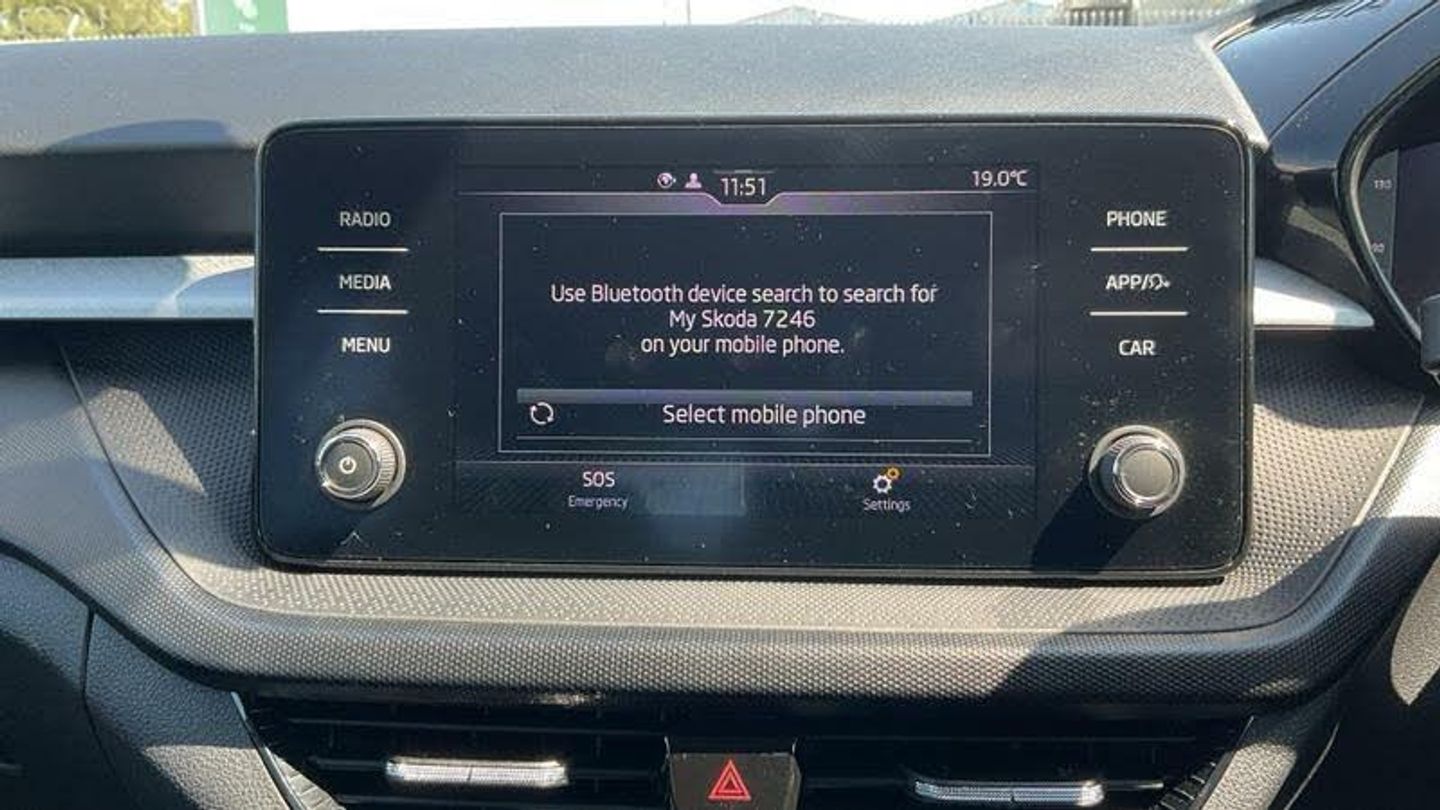 11:51
19.0℃
RADIO
MEDIA
MENU
Use Bluetooth device search to search for
My Skoda 7246
on your mobile phone.
Select mobile phone
SOS
Emergency
Settings
PHONE
APP/
CAR
130